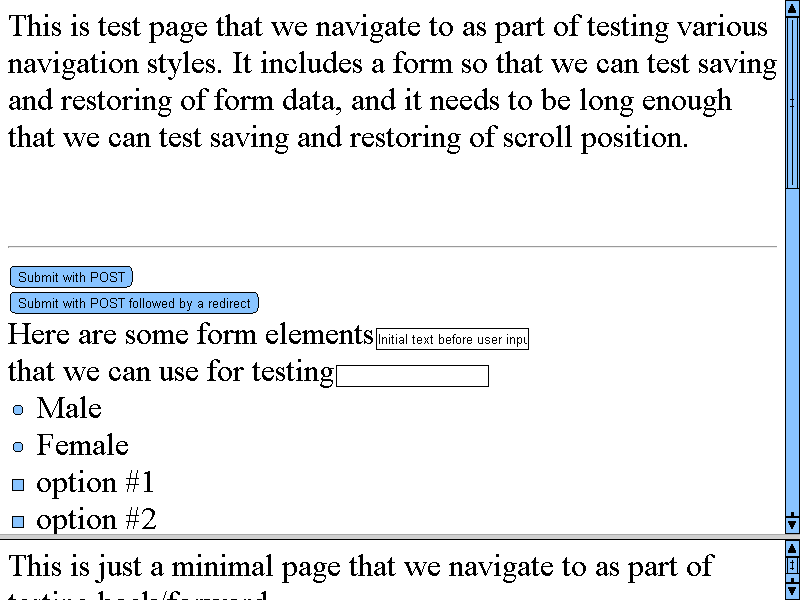 This is test page that we navigate to as part of testing various
navigation styles. It includes a form so that we can test saving
and restoring of form data, and it needs to be long enough
that we can test saving and restoring of scroll position.
Submit with POST
Submit with POST followed by a redirect
Here are some form elements Initial text before user inpu
that we can use for testing
Male
Female
option #1
option #2
This is just a minimal page that we navigate to as part of
testing back/forward